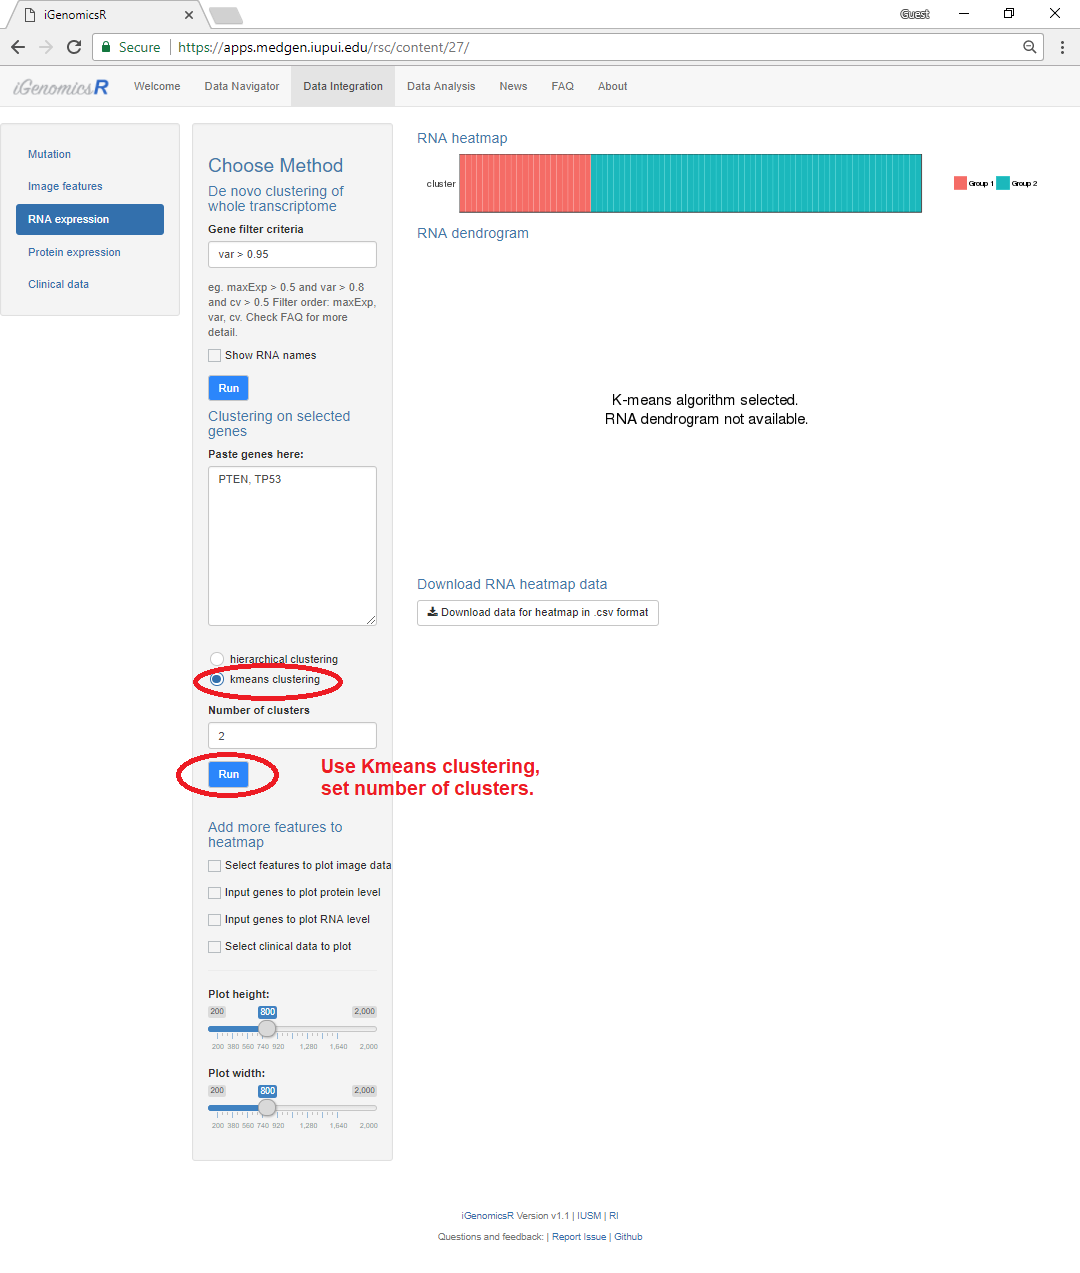 iGenomicsR
Guest
Secure
https://apps.medgen.iupui.edu/rsc/content/27/
iGenomicsR
Welcome
Data Navigator
Data Integration
Data Analysis
News
FAQ
About
Mutation
Image features
RNA expression
Protein expression
Clinical data
Choose Method
De novo clustering of
whole transcriptome
Gene filter criteria
var > 0.95
eg. maxExp > 0.5 and var > 0.8
and cv > 0.5 Filter order: maxExp,
var, cv. Check FAQ for more
detail.
Show RNA names
Run
Clustering on selected
genes
Paste genes here:
PTEN, TP53
hierarchical clustering
kmeans clustering
Number of clusters
2
Run
Use Kmeans clustering,
set number of clusters.
Add more features to
heatmap
Select features to plot image data
Input genes to plot protein level
Input genes to plot RNA level
Select clinical data to plot
Plot height:
200 800 2,000
200 380 560 740 920 1,280 1,640 2,000
Plot width:
200 800 2,000
200 380 560 740 920 1,280 1,640 2,000
RNA heatmap
cluster
Group 1 Group 2
RNA dendrogram
K-means algorithm selected.
RNA dendrogram not available.
Download RNA heatmap data
Download data for heatmap in .csv format
iGenomicsR Version v1.1 | IUSM | RI
Questions and feedback: | Report Issue | Github